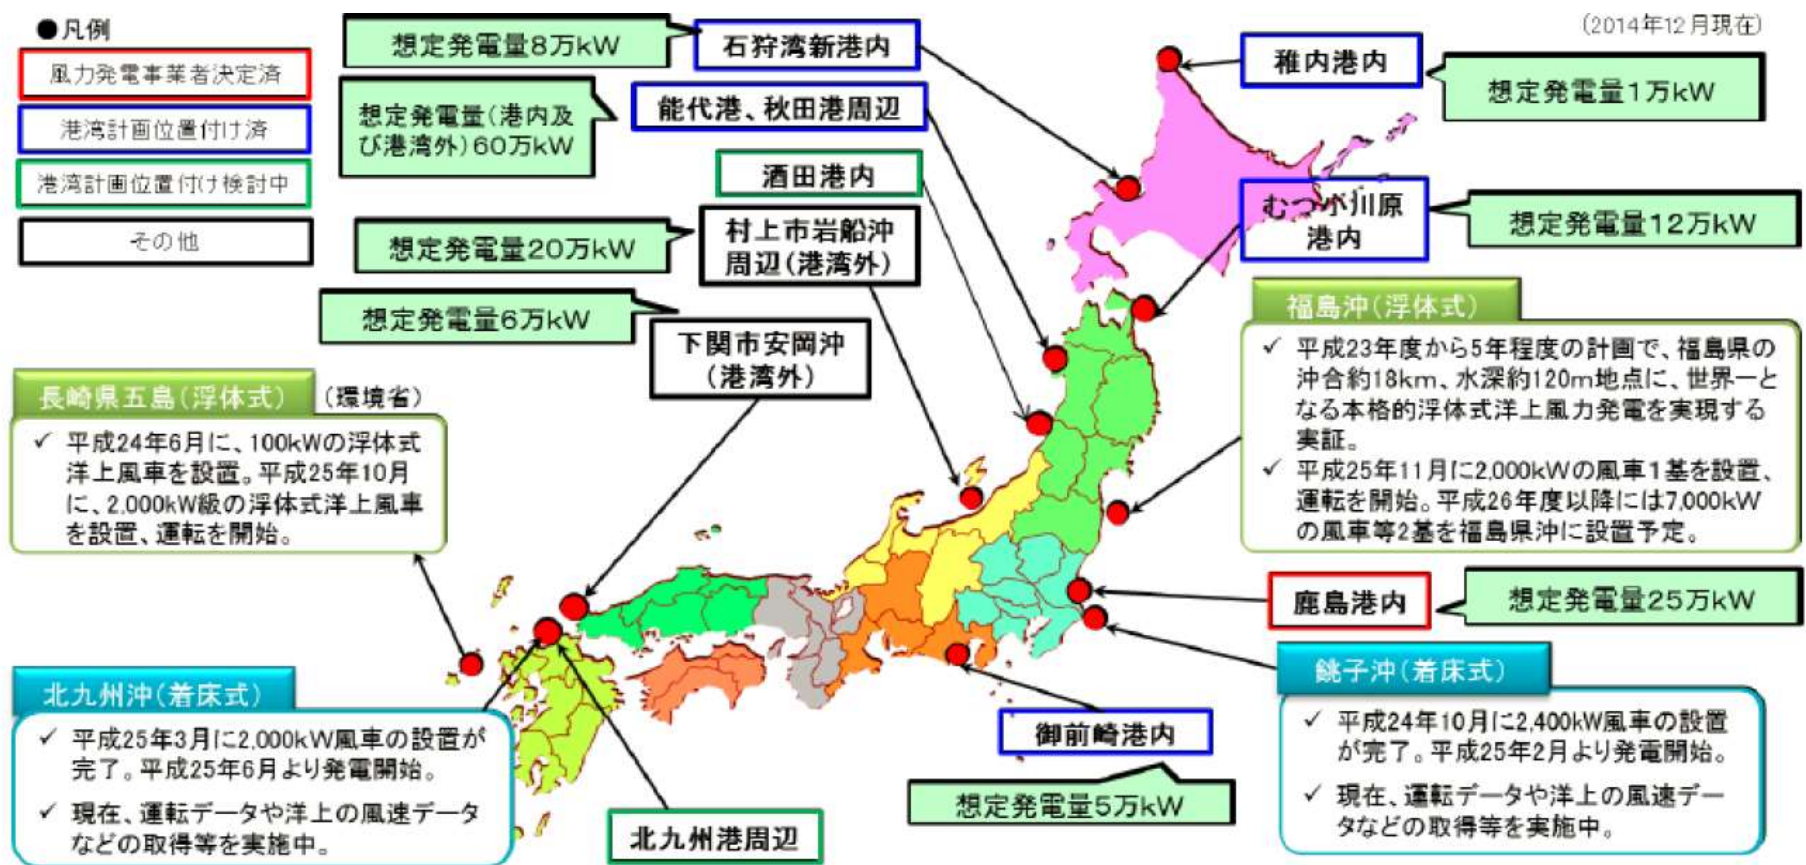 ●凡例
風力発電事業者決定済
港湾計画位置付け済
港湾計画位置付け検討中
その他
(2014年12月現在)
想定発電量8万kW
石狩湾新港内
稚内港内
想定発電量1万kW
想定発電量(港内及
び港湾外)60万kW
能代港、秋田港周辺
酒田港内
むつ小川原
港内
想定発電量12万kW
想定発電量20万kW
村上市岩船沖
周辺(港湾外)
想定発電量6万kW
下関市安岡沖
(港湾外)
長崎県五島(浮体式)
(環境省)
✓ 平成24年6月に、100kWの浮体式
洋上風車を設置。平成25年10月
に、2,000kW級の浮体式洋上風車
を設置、運転を開始。
福島沖(浮体式)
✓ 平成23年度から5年程度の計画で、福島県の
沖合約18km、水深約120m地点に、世界一と
なる本格的浮体式洋上風力発電を実現する
実証。
✓ 平成25年11月に2,000kWの風車1基を設置、
運転を開始。平成26年度以降には7,000kW
の風車等2基を福島県沖に設置予定。
鹿島港内
想定発電量25万kW
北九州沖(着床式)
✓ 平成25年3月に2,000kW風車の設置が
完了。平成25年6月より発電開始。
✓ 現在、運転データや洋上の風速データ
などの取得等を実施中。
北九州港周辺
御前崎港内
想定発電量5万kW
銚子沖(着床式)
✓ 平成24年10月に2,400kW風車の設置
が完了。平成25年2月より発電開始。
✓ 現在、運転データや洋上の風速デー
タなどの取得等を実施中。